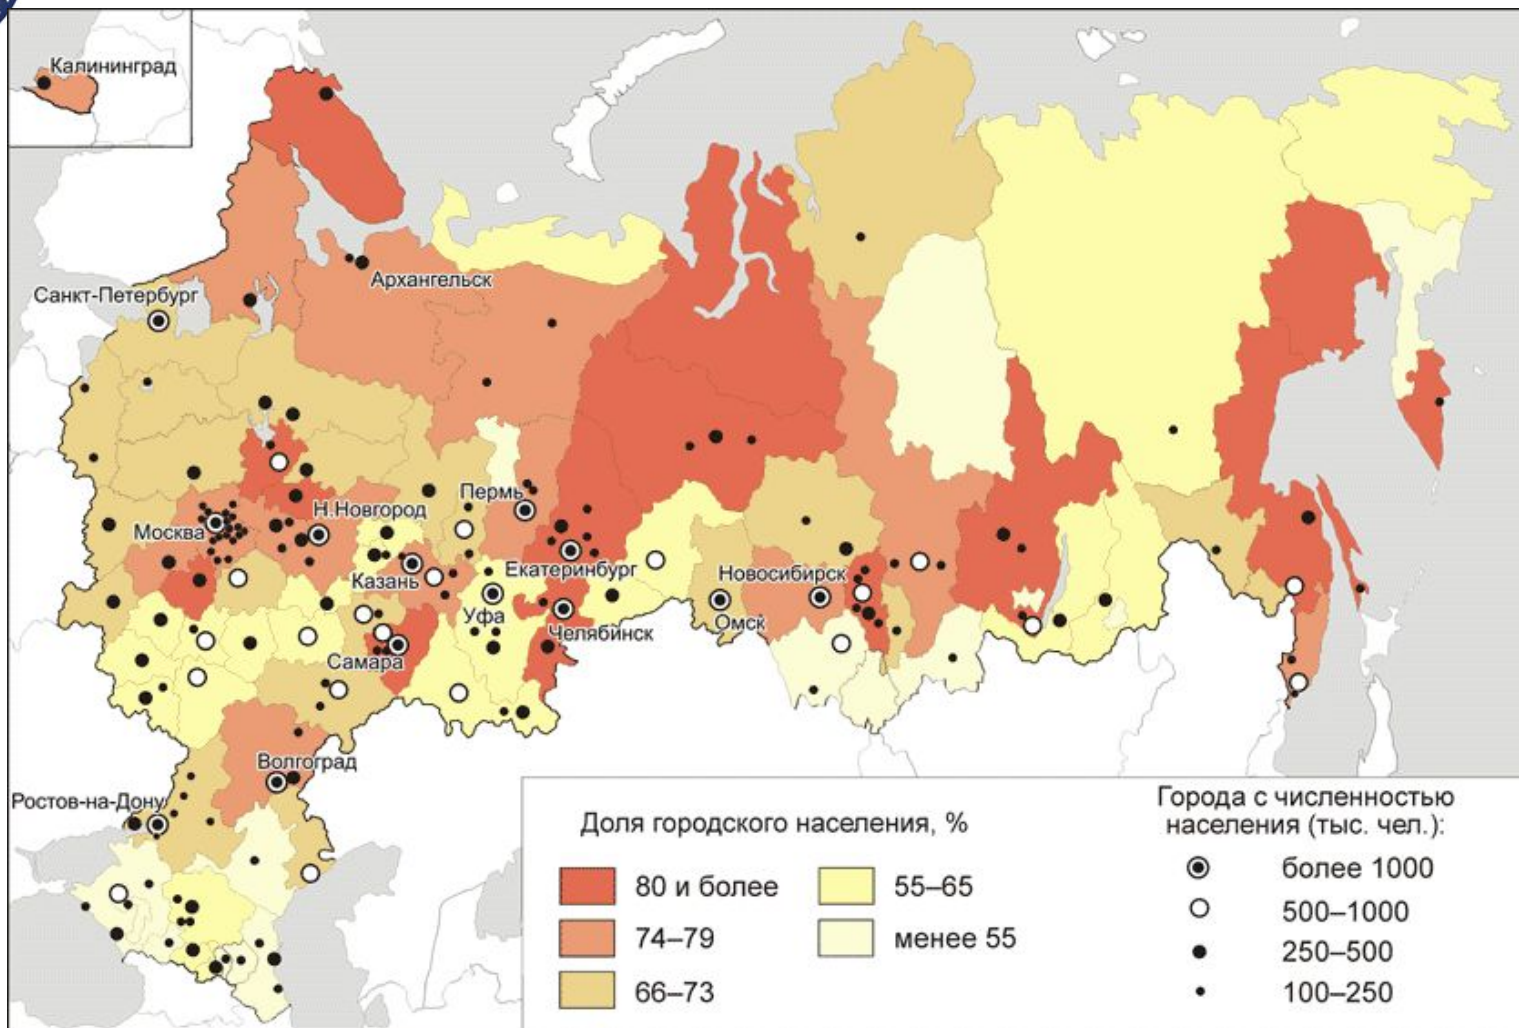 Калининград
Архангельск
Санкт-Петербург
Пермь
Н.Новгород
Москва
Екатеринбург
Казань
Новосибирск
Уфа
Омск
Челябинск
Самара
Волгоград
Ростов-на-Дону
Доля городского населения, %
80 и более
74–79
66–73
55–65
менее 55
Города с численностью
населения (тыс. чел.):
более 1000
500–1000
250–500
100–250